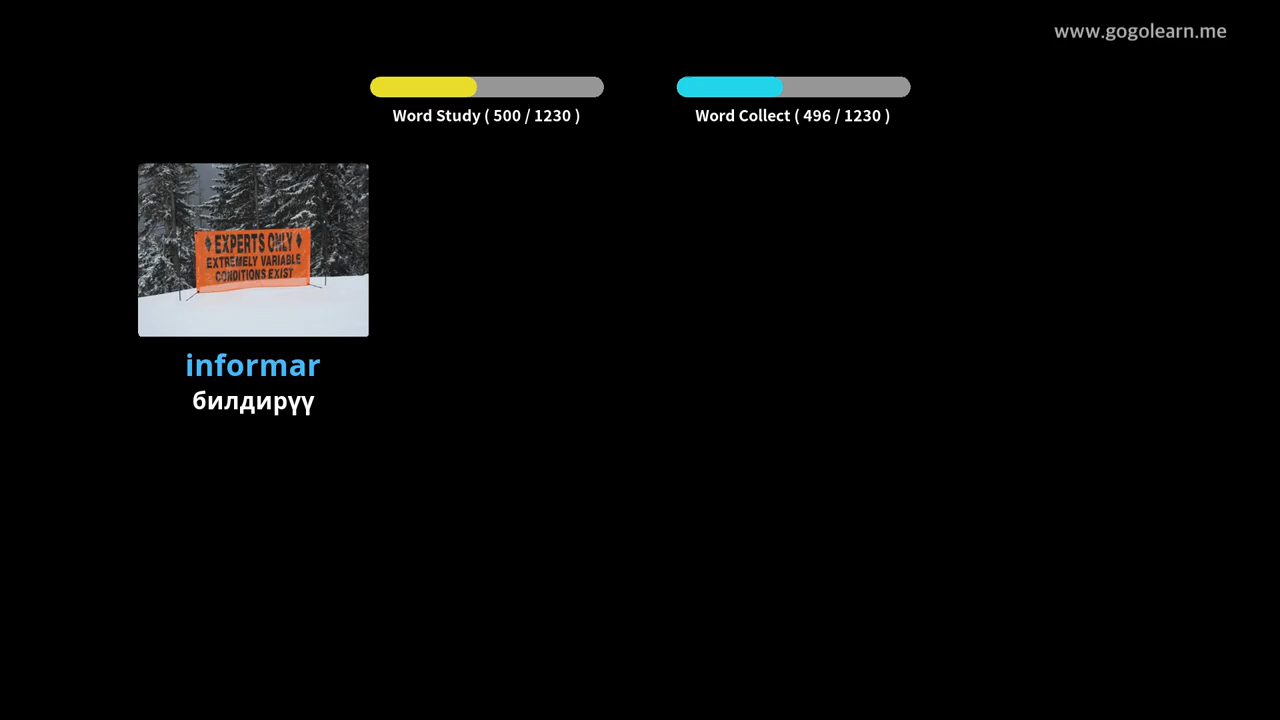 www.gogolearn.me
Word Study ( 500 / 1230 )
Word Collect ( 496 / 1230 )
EXPERTS ONLY
EXTREMELY VARIABLE
CONDITIONS EXIST
informar
билдирүү